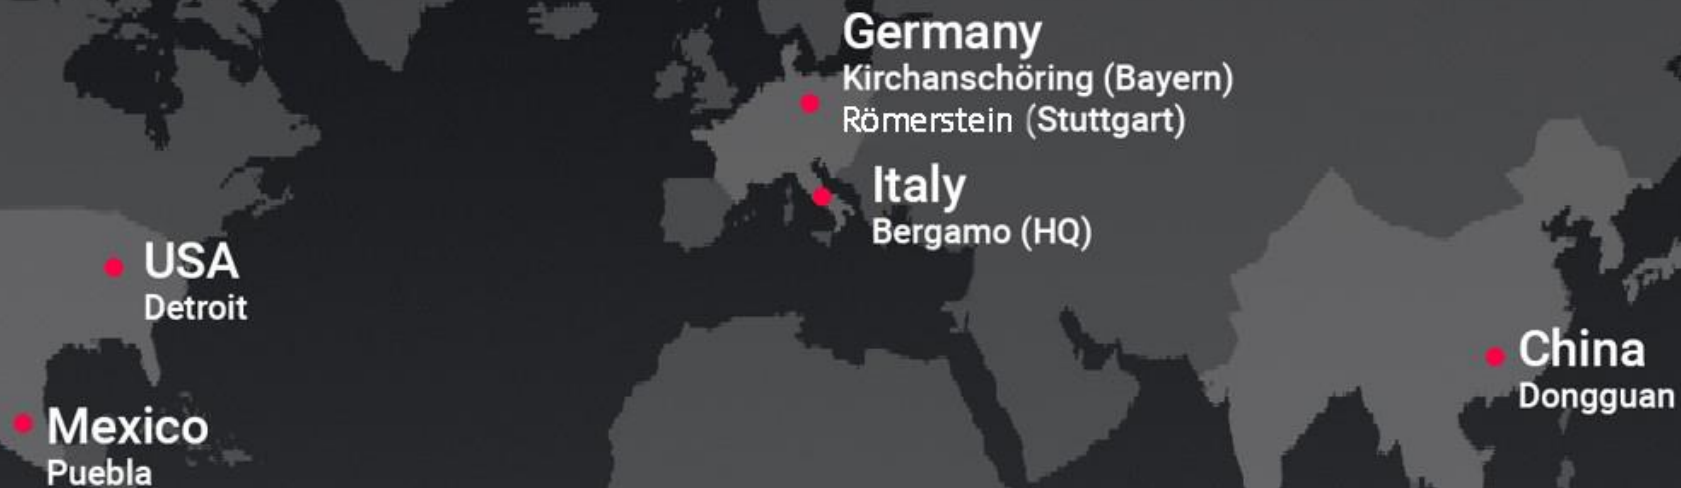 Germany
Kirchanschöring (Bayern)
Römerstein (Stuttgart)
Italy
Bergamo (HQ)
USA
Detroit
China
Dongguan
Mexico
Puebla